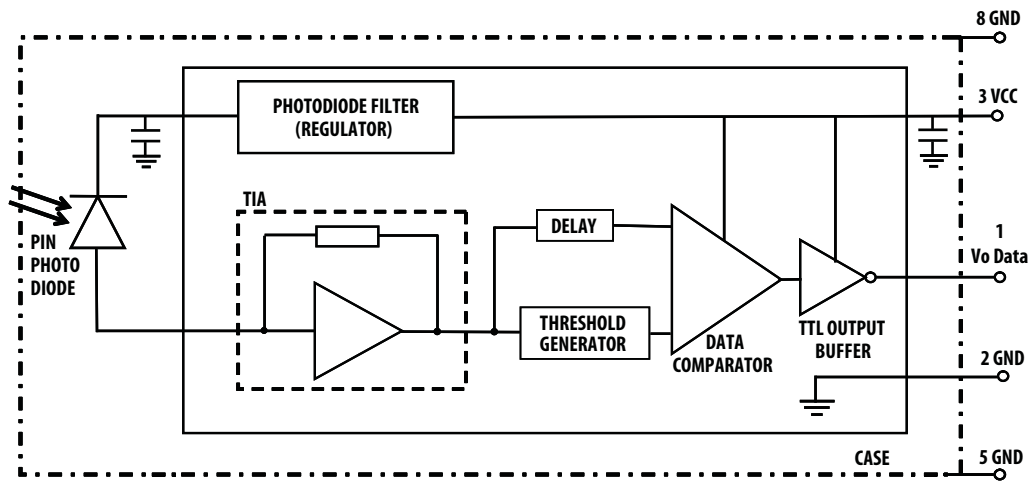 8 GND
3 VCC
PHOTODIODE FILTER
(REGULATOR)
TIA
DELAY
1
Vo Data
PIN
PHOTO
DIODE
THRESHOLD
GENERATOR
DATA
COMPARATOR
TTL OUTPUT
BUFFER
2 GND
CASE
5 GND